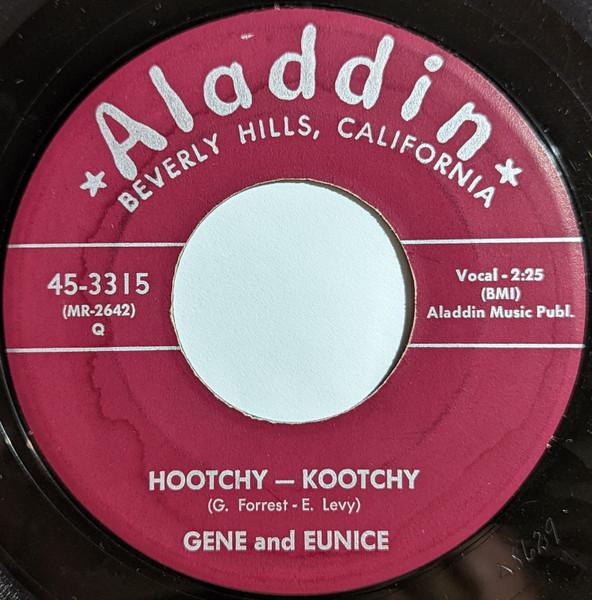 Aladdin
BEVERLY HILLS, CALIFORNIA
45-3315
(MR-2642)
Q
Vocal - 2:25
(BMI)
Aladdin Music Publ.
HOOTCHY — KOOTCHY
(G. Forrest - E. Levy)
GENE and EUNICE